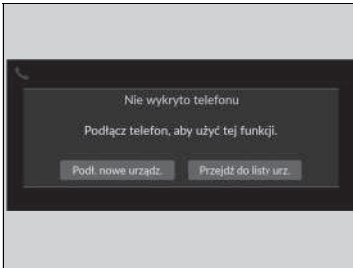 Nie wykryto telefonu
Podłącz telefon, aby użyć tej funkcji.
Podł. nowe urządz.
Przejdź do listy urz.